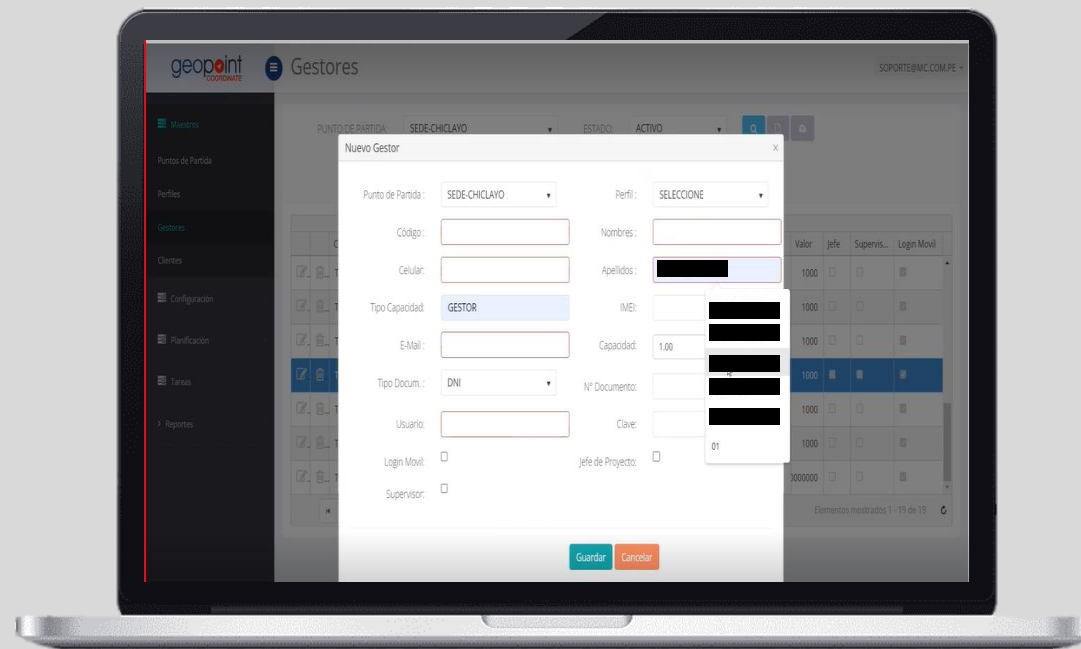 geopoint
COORDINATE
Gestores
SOPORTE@MC.COM.PE
Maestros
Puntos de Partida
Perfiles
Gestores
Clientes
Configuración
Planificación
Tareas
Reportes
PUNTO DE PARTIDA: SEDE-CHICLAYO ESTADO: ACTIVO
Nuevo Gestor x
Punto de Partida : SEDE-CHICLAYO Perfil : SELECCIONE
Código : Nombres :
Celular: Apellidos :
Tipo Capacidad: GESTOR IMEI:
E-Mail : Capacidad: 1.00
Tipo Docum. : DNI N° Documento:
Usuario: Clave:
01
Login Movil: Jefe de Proyecto:
Supervisor:
Guardar Cancelar
Valor Jefe Supervis... Login Movil
1000
1000
1000
1000
1000
1000
Elementos mostrados 1 - 19 de 19